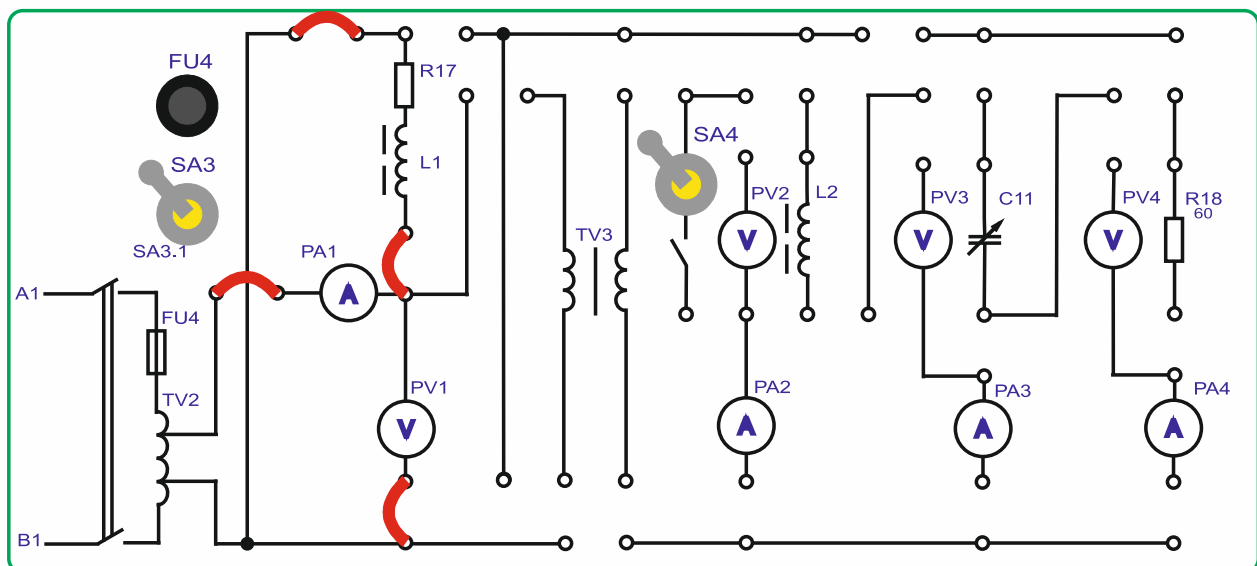 FU4
R17
SA3
L1
SA4
SA3.1
PA1
TV3
PV2
L2
PV3
C11
PV4
R18
60
V
V
V
A1
A
FU4
TV2
PV1
PA2
PA3
PA4
V
A
A
A
B1